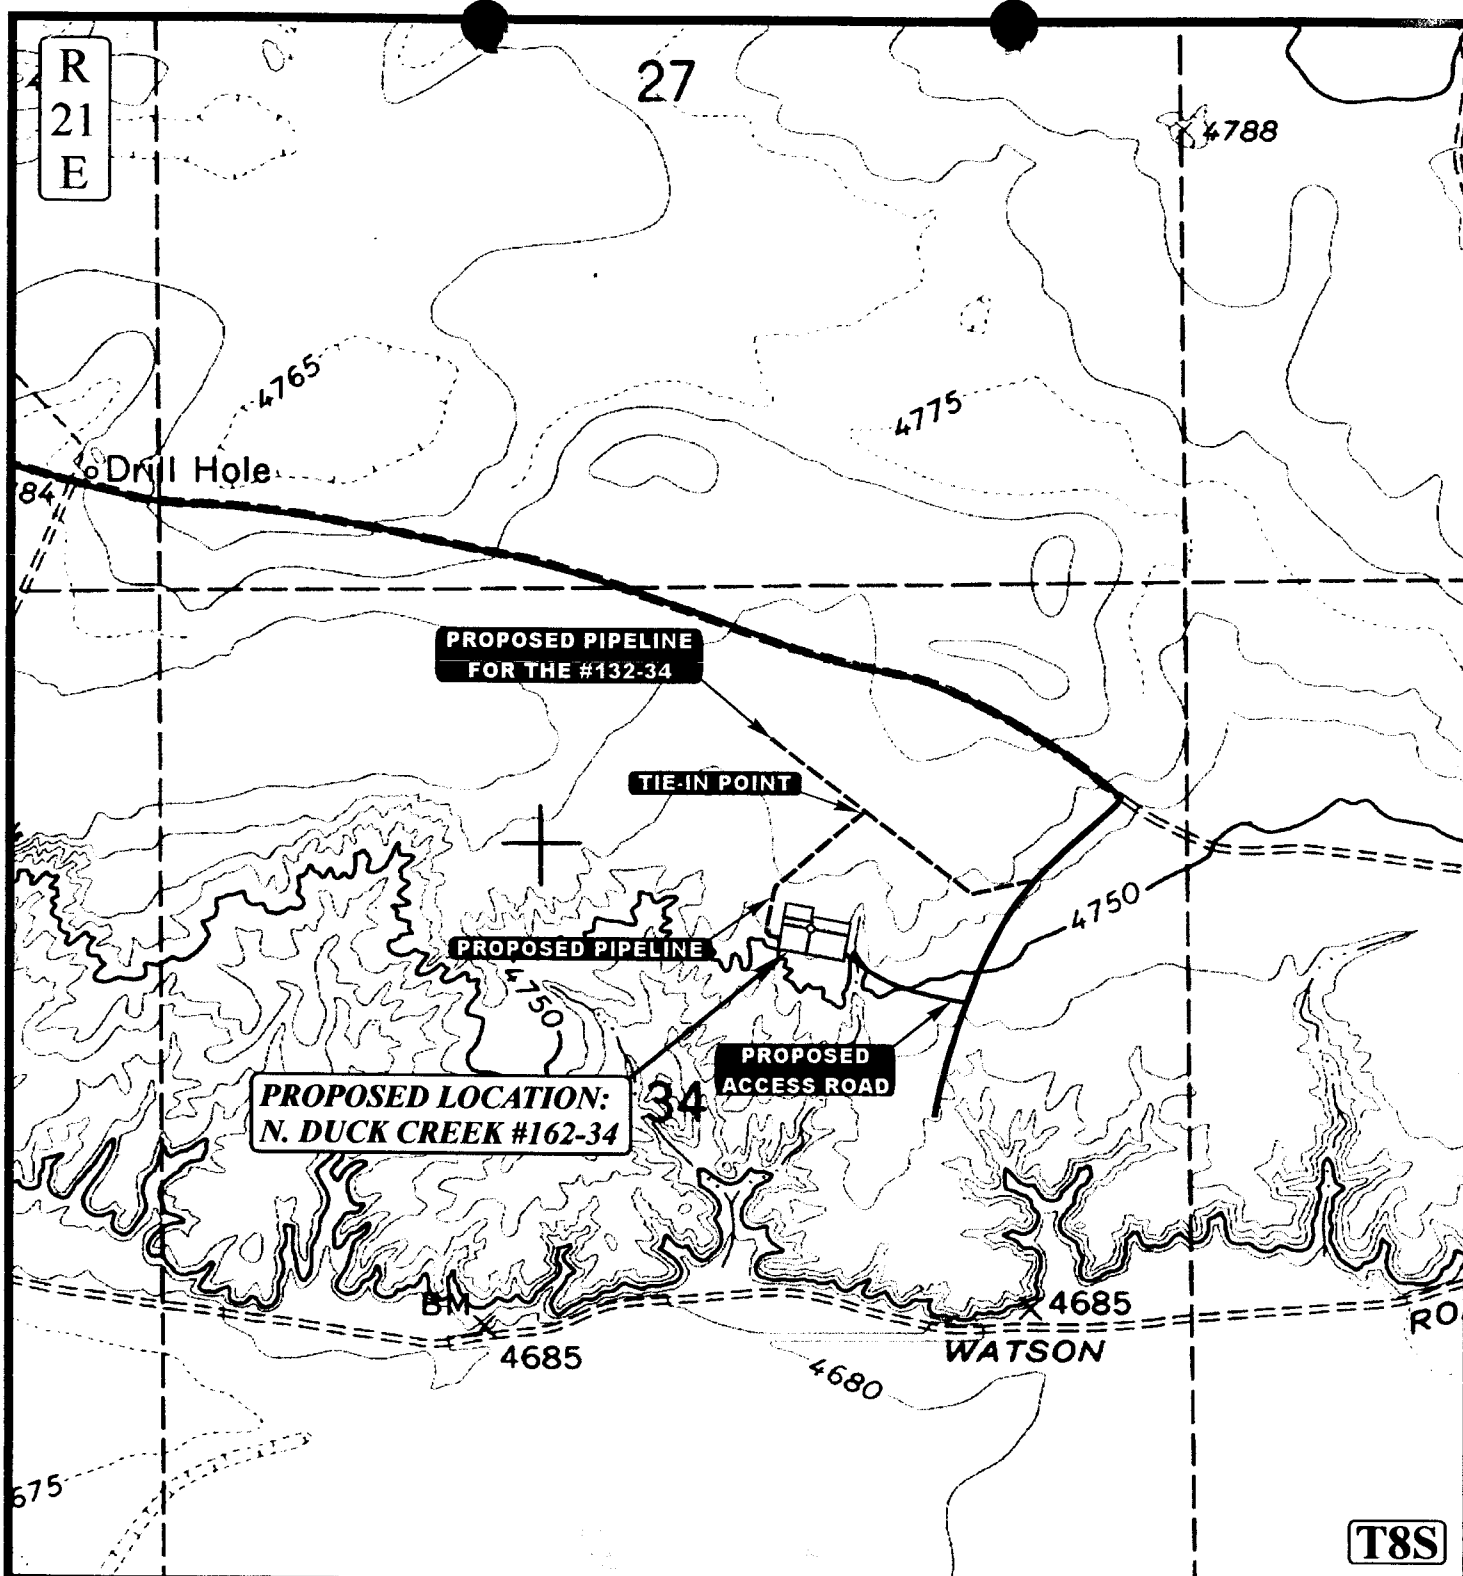 R
21
E
27
4788
4765
4775
Drill Hole
84
PROPOSED PIPELINE
FOR THE #132-34
TIE-IN POINT
4750
PROPOSED PIPELINE
4750
PROPOSED
ACCESS ROAD
PROPOSED LOCATION:
N. DUCK CREEK #162-34
34
BM
4685
4685
WATSON
RO
4680
675
T8S